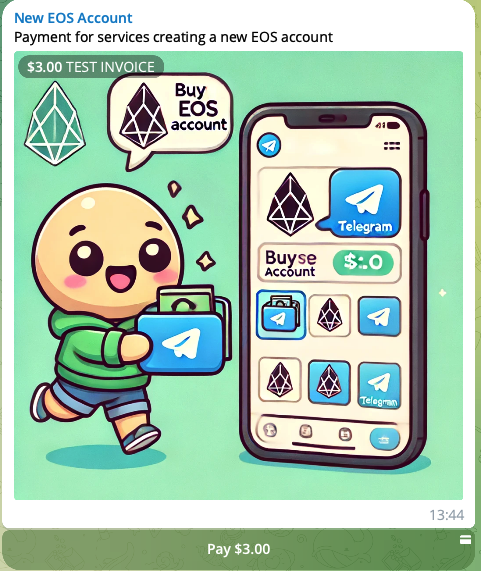 New EOS Account
Payment for services creating a new EOS account
$3.00 TEST INVOICE
Buy
EOS
account
Telegram
Buyse
Account
$:.0
Telegmam
13:44
Pay $3.00